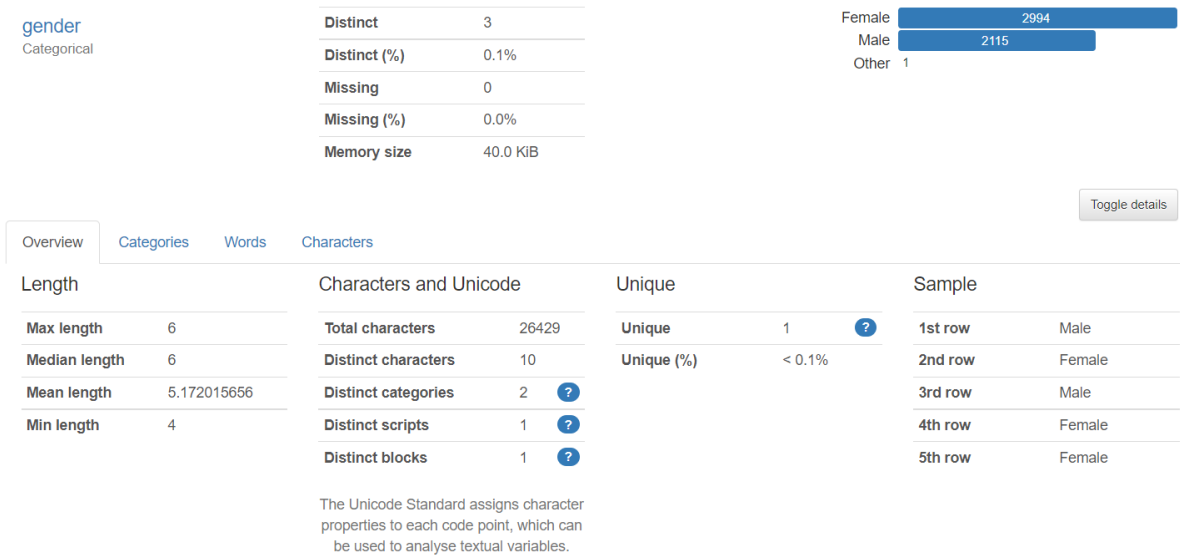 gender
Categorical
Distinct 3
Distinct (%) 0.1%
Missing 0
Missing (%) 0.0%
Memory size 40.0 KiB
Female 2994
Male 2115
Other 1
Toggle details
Overview Categories Words Characters
Length
Max length 6
Median length 6
Mean length 5.172015656
Min length 4
Characters and Unicode
Total characters 26429
Distinct characters 10
Distinct categories 2 ?
Distinct scripts 1 ?
Distinct blocks 1 ?
The Unicode Standard assigns character
properties to each code point, which can
be used to analyse textual variables.
Unique
Unique 1 ?
Unique (%) < 0.1%
Sample
1st row Male
2nd row Female
3rd row Male
4th row Female
5th row Female